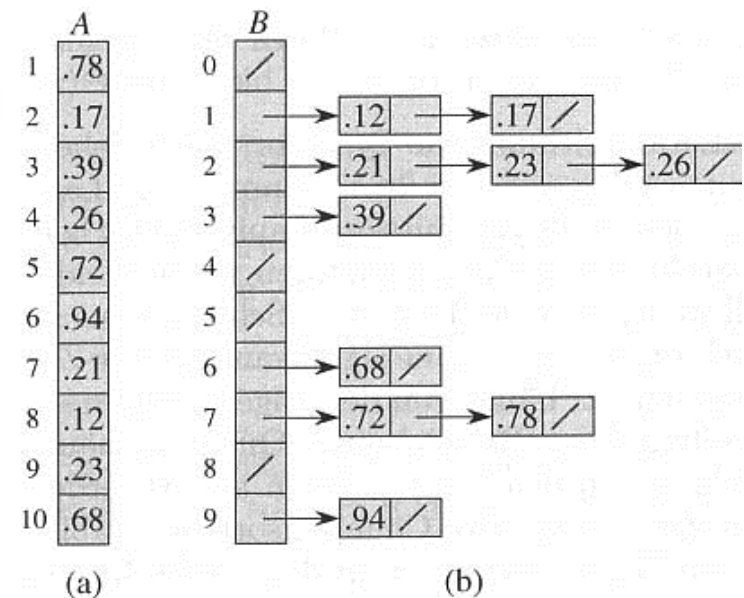 A B
1 .78 0 /
2 .17 1 .12 .17 /
3 .39 2 .21 .23 .26 /
4 .26 3 .39 /
5 .72 4 /
6 .94 5 /
7 .21 6 .68 /
8 .12 7 .72 .78 /
9 .23 8 /
10 .68 9 .94 /
(a) (b)